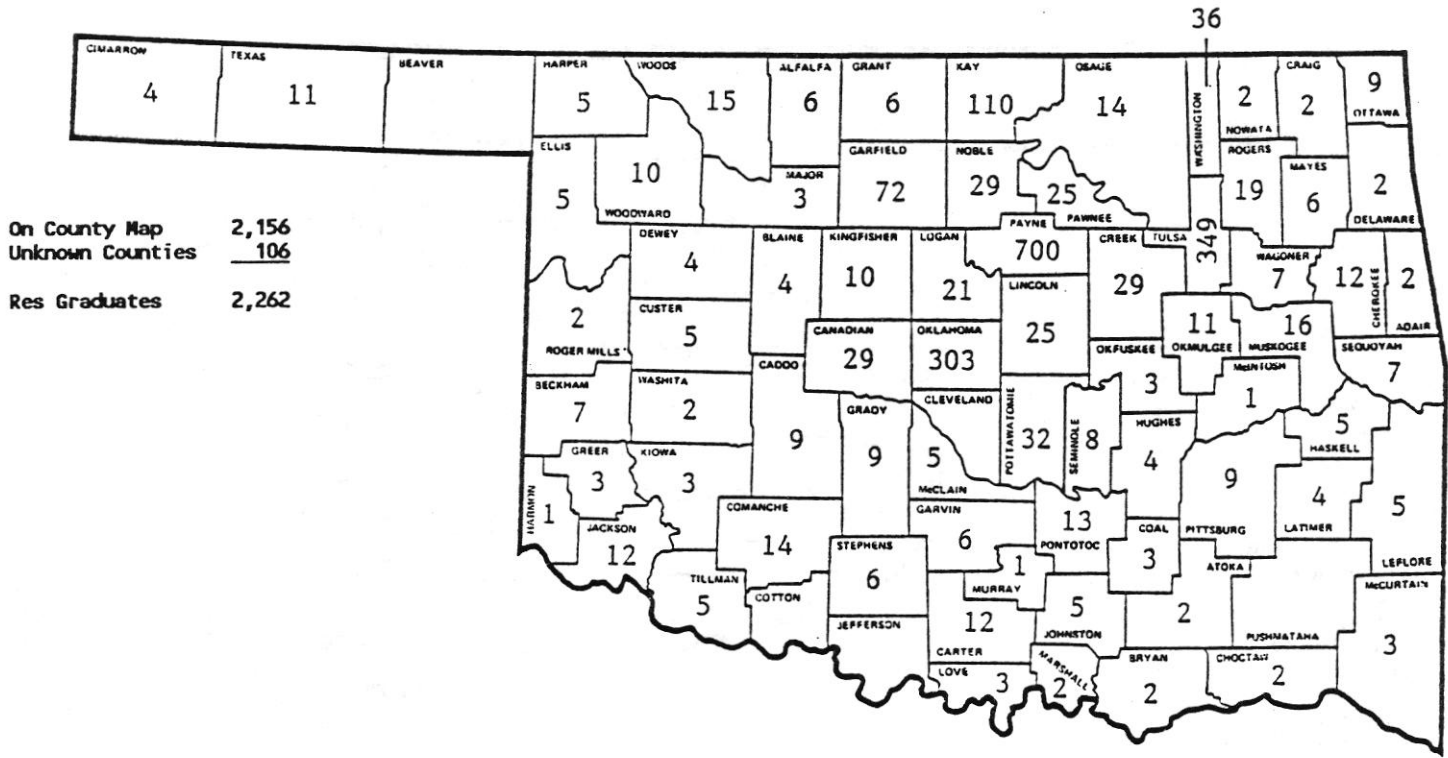 36
CIMARRON
4
TEXAS
11
BEAVER
HARPER
5
WOODS
15
ALFALFA
6
GRANT
6
KAY
110
OSAGE
14
WASHINGTON
2
NOWATA
CRAIG
2
9
OTTAWA
ELLIS
5
10
WOODWARD
MAJOR
3
GARFIELD
72
NOBLE
29
25
PAWNEE
ROGERS
19
MAYES
6
2
DELAWARE
On County Map 2,156
Unknown Counties 106
Res Graduates 2,262
DEWEY
4
BLAINE
4
KINGFISHER
10
LOGAN
21
PAYNE
700
CREEK
29
TULSA
349
WAGONER
7
12
CHEROKEE
2
ADAIR
2
ROGER MILLS
CUSTER
5
CANADIAN
29
OKLAHOMA
303
LINCOLN
25
OKFUSKEE
3
11
OKMULGEE
16
MUSKOGEE
SEQUOYAH
7
BECKHAM
7
WASHITA
2
CADDO
9
GRADY
9
CLEVELAND
5
McCLAIN
POTTAWATOMIE
32
SEMINOLE
8
HUGHES
4
McINTOSH
1
5
HASKELL
HARMON
1
GREER
3
KIOWA
3
JACKSON
12
COMANCHE
14
GARVIN
6
13
PONTOTOC
COAL
3
9
PITTSBURG
4
LATIMER
5
LEFLORE
TILLMAN
5
COTTON
STEPHENS
6
JEFFERSON
1
MURRAY
12
CARTER
5
JOHNSTON
ATOKA
2
PUSHMATAHA
McCURTAIN
3
LOVE
3
MARSHALL
2
BRYAN
2
CHOCTAW
2